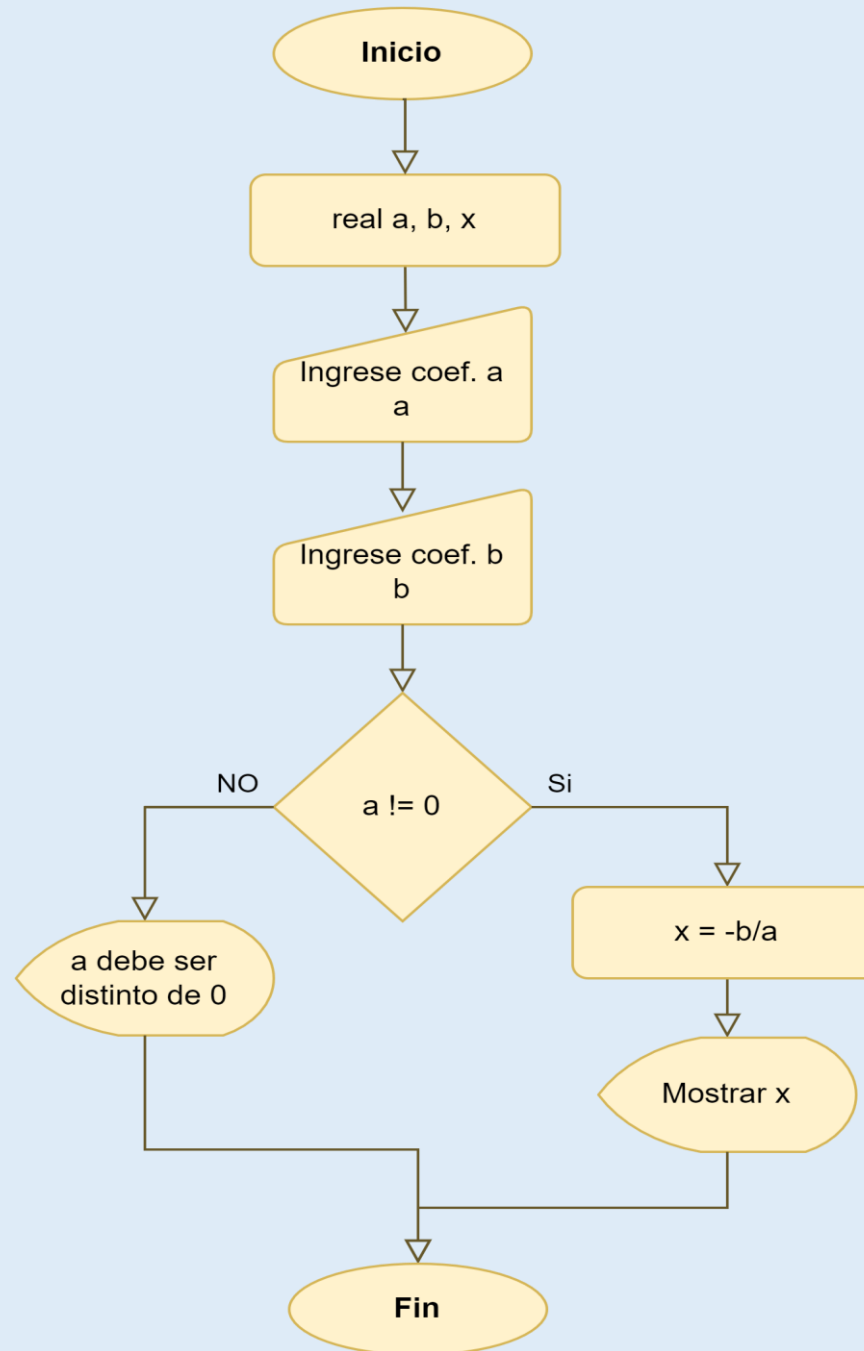 Inicio
real a, b, x
Ingrese coef. a
a
Ingrese coef. b
b
a != 0
NO
Si
a debe ser
distinto de 0
x = -b/a
Mostrar x
Fin